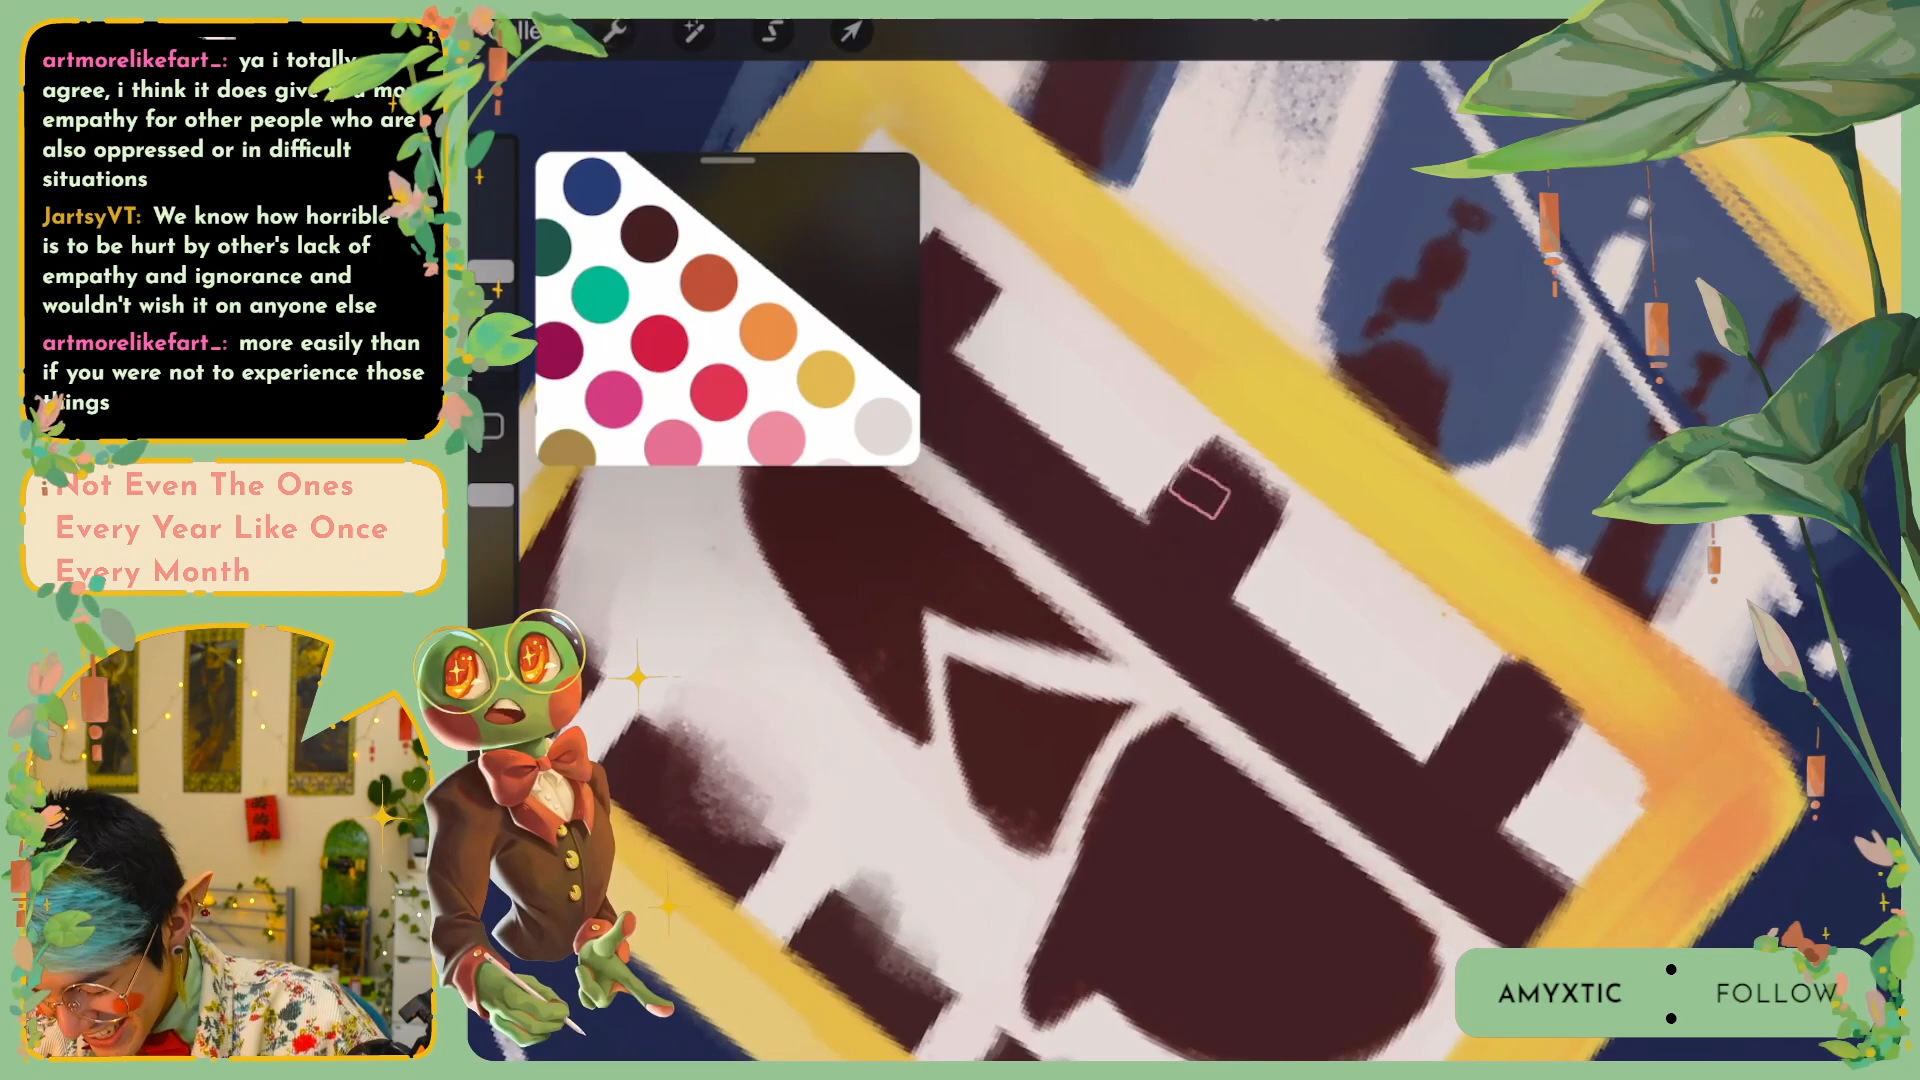 artmorelikefart_: ya i totally
agree, i think it does give
empathy for other people who are
also oppressed or in difficult
situations
JartsyVT: We know how horrible
is to be hurt by other's lack of
empathy and ignorance and
wouldn't wish it on anyone else
artmorelikefart_: more easily than
if you were not to experience those
things
Not Even The Ones
Every Year Like Once
Every Month
AMYXTIC
FOLLOW